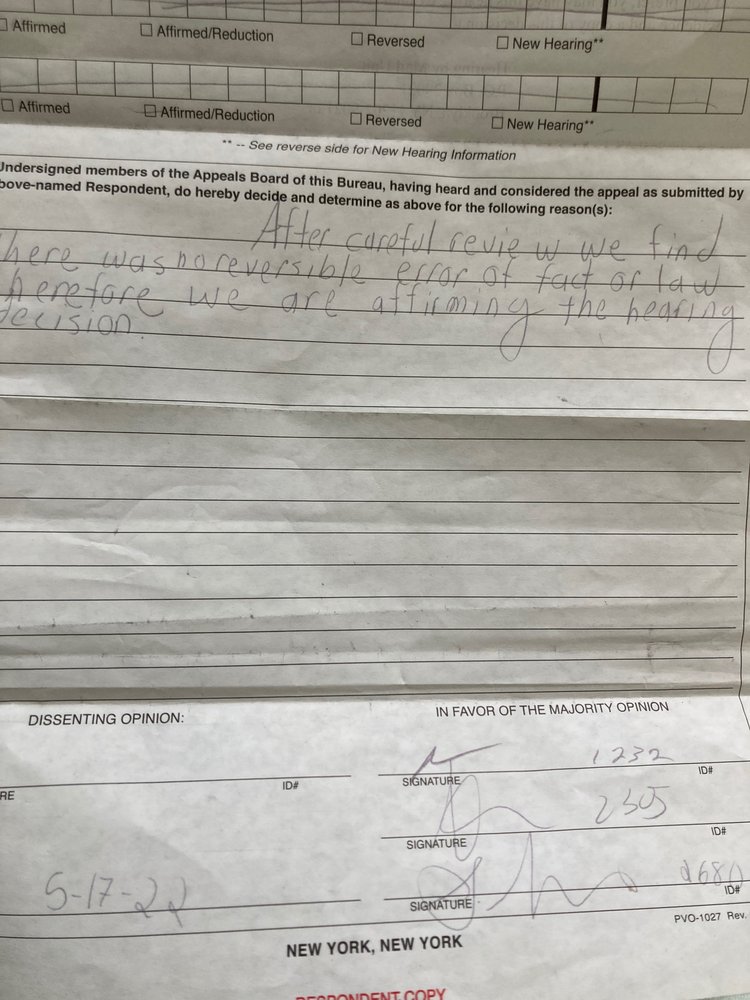 Affirmed Affirmed/Reduction Reversed New Hearing**
Affirmed Affirmed/Reduction Reversed New Hearing**
** -- See reverse side for New Hearing Information
Undersigned members of the Appeals Board of this Bureau, having heard and considered the appeal as submitted by
bove-named Respondent, do hereby decide and determine as above for the following reason(s):
After careful review we find
here was no reversible error of fact or law
herefore we are affirming the hearing
decision.
DISSENTING OPINION: IN FAVOR OF THE MAJORITY OPINION
1232
RE ID# SIGNATURE ID#
2305
SIGNATURE ID#
5-17-22
SIGNATURE ID#
PVO-1027 Rev.
NEW YORK, NEW YORK
RESPONDENT COPY